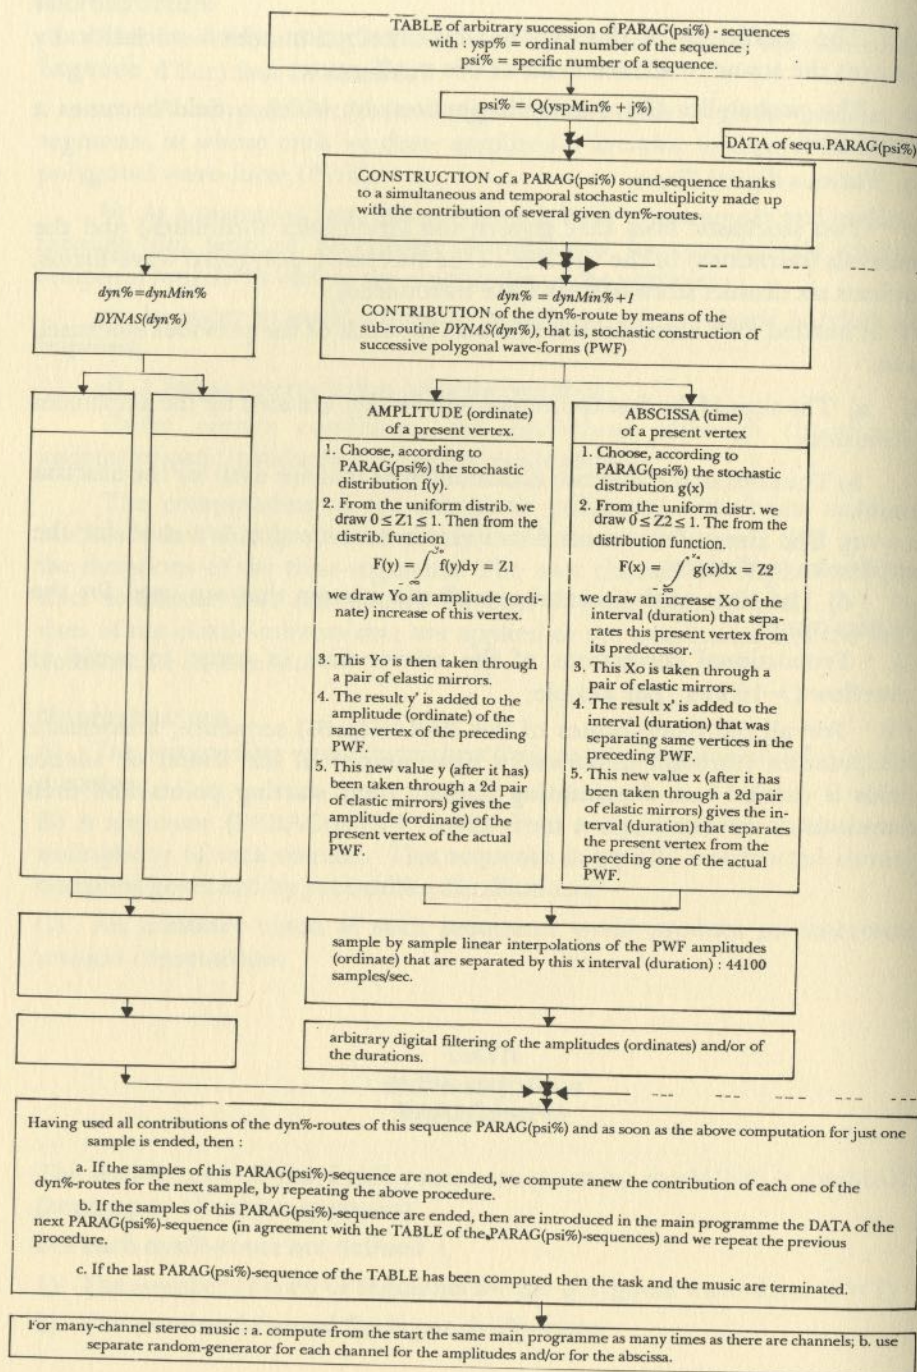 TABLE of arbitrary succession of PARAG(psi%) - sequences
with : ysp% = ordinal number of the sequence ;
psi% = specific number of a sequence.
psi% = Q(yspMin% + j%)
DATA of sequ.PARAG(psi%)
CONSTRUCTION of a PARAG(psi%) sound-sequence thanks
to a simultaneous and temporal stochastic multiplicity made up
with the contribution of several given dyn%-routes.
dyn%=dynMin%
DYNAS(dyn%)
dyn% = dynMin%+1
CONTRIBUTION of the dyn%-route by means of the
sub-routine DYNAS(dyn%), that is, stochastic construction of
successive polygonal wave-forms (PWF)
AMPLITUDE (ordinate)
of a present vertex.
1. Choose, according to
PARAG(psi%) the stochastic
distribution f(y).
2. From the uniform distrib. we
draw 0 ≤ Z1 ≤ 1. Then from the
distrib. function
F(y) = ∫_{-∞}^{y₀} f(y)dy = Z1
we draw Yo an amplitude (ordi-
nate) increase of this vertex.
3. This Yo is then taken through
a pair of elastic mirrors.
4. The result y' is added to the
amplitude (ordinate) of the
same vertex of the preceding
PWF.
5. This new value y (after it has)
been taken through a 2d pair
of elastic mirrors) gives the
amplitude (ordinate) of the
present vertex of the actual
PWF.
ABSCISSA (time)
of a present vertex
1. Choose, according to
PARAG(psi%) the stochastic
distribution g(x)
2. From the uniform distr. we
draw 0 ≤ Z2 ≤ 1. The from the
distribution function.
F(x) = ∫_{-∞} g(x)dx = Z2
we draw an increase Xo of the
interval (duration) that sepa-
rates this present vertex from
its predecessor.
3. This Xo is taken through a
pair of elastic mirrors.
4. The result x' is added to the
interval (duration) that was
separating same vertices in the
preceding PWF.
5. This new value x (after it has
been taken through a 2d pair
of elastic mirrors) gives the in-
terval (duration) that separates
the present vertex from the
preceding one of the actual
PWF.
sample by sample linear interpolations of the PWF amplitudes
(ordinate) that are separated by this x interval (duration) : 44100
samples/sec.
arbitrary digital filtering of the amplitudes (ordinates) and/or of
the durations.
Having used all contributions of the dyn%-routes of this sequence PARAG(psi%) and as soon as the above computation for just one
sample is ended, then :
a. If the samples of this PARAG(psi%)-sequence are not ended, we compute anew the contribution of each one of the
dyn%-routes for the next sample, by repeating the above procedure.
b. If the samples of this PARAG(psi%)-sequence are ended, then are introduced in the main programme the DATA of the
next PARAG(psi%)-sequence (in agreement with the TABLE of the PARAG(psi%)-sequences) and we repeat the previous
procedure.
c. If the last PARAG(psi%)-sequence of the TABLE has been computed then the task and the music are terminated.
For many-channel stereo music : a. compute from the start the same main programme as many times as there are channels; b. use
separate random-generator for each channel for the amplitudes and/or for the abscissa.